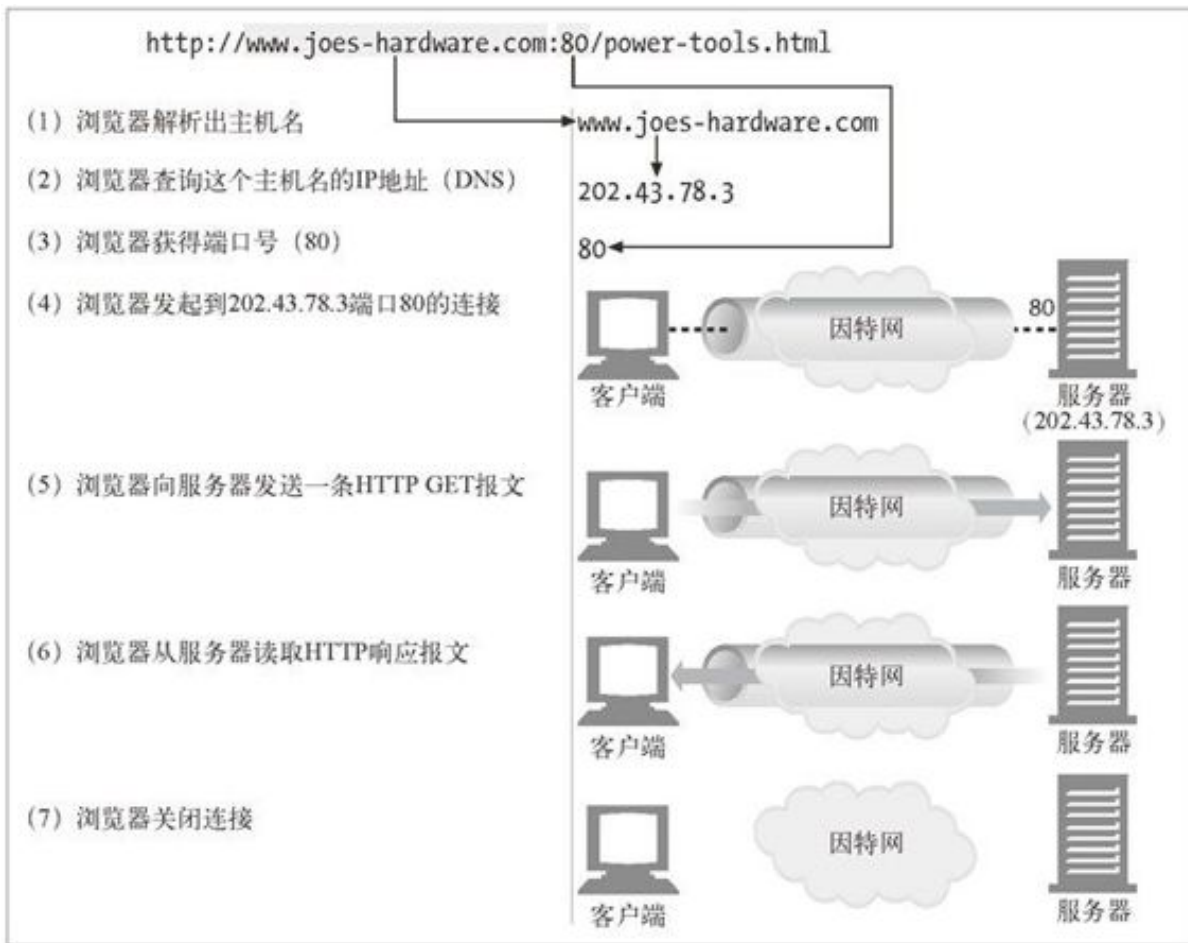 http://www.joes-hardware.com:80/power-tools.html
(1) 浏览器解析出主机名
www.joes-hardware.com
(2) 浏览器查询这个主机名的IP地址（DNS）
202.43.78.3
(3) 浏览器获得端口号（80）
80
(4) 浏览器发起到202.43.78.3端口80的连接
因特网
80
客户端
服务器
(202.43.78.3)
(5) 浏览器向服务器发送一条HTTP GET报文
因特网
客户端
服务器
(6) 浏览器从服务器读取HTTP响应报文
因特网
客户端
服务器
(7) 浏览器关闭连接
因特网
客户端
服务器